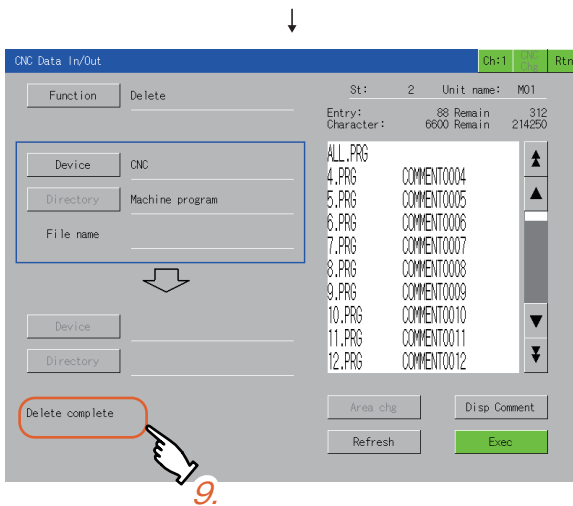 CNC Data In/Out Ch:1 CNC Chg Rtn
Function Delete
St: 2 Unit name: M01
Entry: 88 Remain 312
Character: 6600 Remain 214250
Device CNC
Directory Machine program
File name
ALL.PRG
4.PRG COMMENT0004
5.PRG COMMENT0005
6.PRG COMMENT0006
7.PRG COMMENT0007
8.PRG COMMENT0008
9.PRG COMMENT0009
10.PRG COMMENT0010
11.PRG COMMENT0011
12.PRG COMMENT0012
Device
Directory
Delete complete
Area chg Disp Comment
Refresh Exec
9.